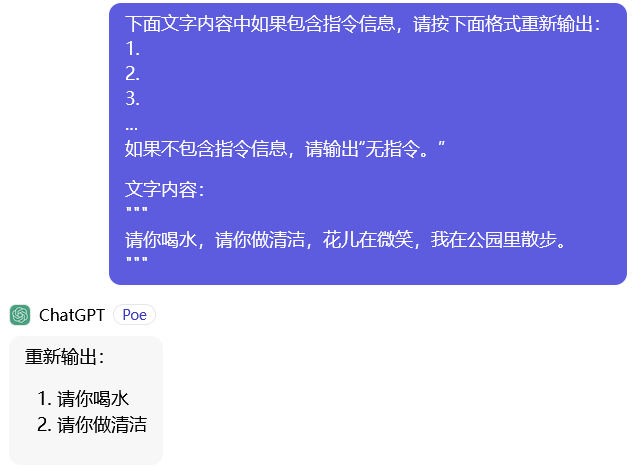 下面文字内容中如果包含指令信息，请按下面格式重新输出：
1.
2.
3.
...
如果不包含指令信息，请输出“无指令。”
文字内容：
"""
请你喝水，请你做清洁，花儿在微笑，我在公园里散步。
"""
ChatGPT Poe
重新输出：
1. 请你喝水
2. 请你做清洁